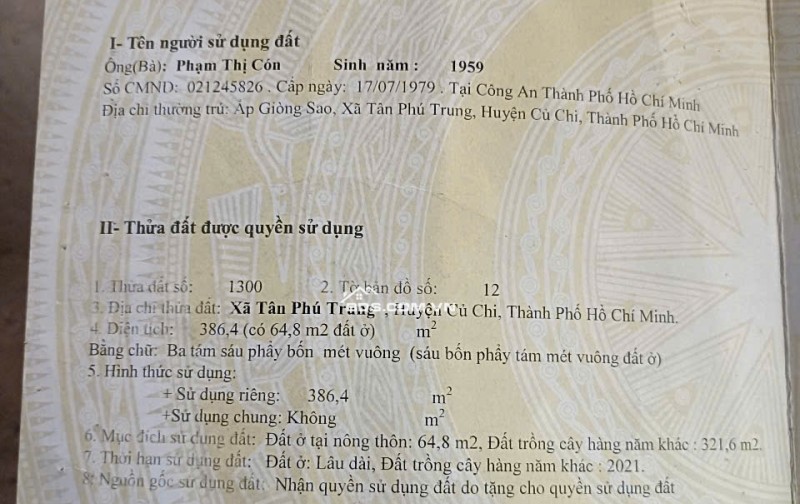 I- Tên người sử dụng đất
Ông(Bà): Phạm Thị Cón Sinh năm : 1959
Số CMND: 021245826 . Cấp ngày: 17/07/1979 . Tại Công An Thành Phố Hồ Chí Minh
Địa chỉ thường trú: Ấp Giòng Sao, Xã Tân Phú Trung, Huyện Củ Chi, Thành Phố Hồ Chí Minh
II- Thửa đất được quyền sử dụng
1. Thửa đất số: 1300 2. Tờ bản đồ số: 12
3. Địa chỉ thửa đất: Xã Tân Phú Trung , Huyện Củ Chi, Thành Phố Hồ Chí Minh.
4. Diện tích: 386,4 (có 64,8 m2 đất ở) m²
Bằng chữ: Ba tám sáu phẩy bốn mét vuông (sáu bốn phẩy tám mét vuông đất ở)
5. Hình thức sử dụng:
+ Sử dụng riêng: 386,4 m²
+Sử dụng chung: Không m²
6. Mục đích sử dụng đất: Đất ở tại nông thôn: 64,8 m2, Đất trồng cây hàng năm khác : 321,6 m2.
7. Thời hạn sử dụng đất: Đất ở: Lâu dài, Đất trồng cây hàng năm khác : 2021.
8. Nguồn gốc sử dụng đất: Nhận quyền sử dụng đất do tặng cho quyền sử dụng đất